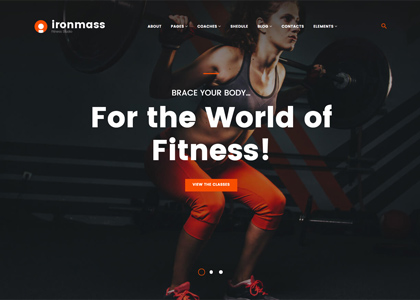 ironmass
ABOUT PAGES COACHES SHEDULE BLOG CONTACTS ELEMENTS
BRACE YOUR BODY...
For the World of
Fitness!
VIEW THE CLASSES